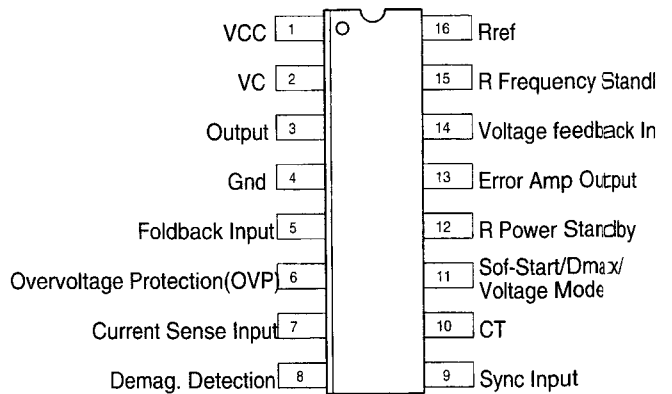 VCC 1 16 Rref
VC 2 15 R Frequency Stand
Output 3 14 Voltage feedback In
Gnd 4 13 Error Amp Output
Foldback Input 5 12 R Power Standby
Overvoltage Protection(OVP) 6 11 Sof-Start/Dmax/
Voltage Mode
Current Sense Input 7 10 CT
Demag. Detection 8 9 Sync Input